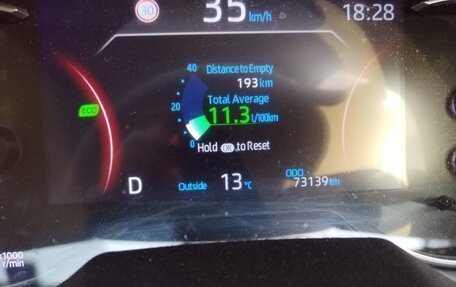 30 35 km/h 18:28
40 Distance to Empty
193 km
ECO
20 Total Average
11.3 l/100km
0 Hold OK to Reset
D Outside 13 °C ODO 73139 km
x1000
r/min